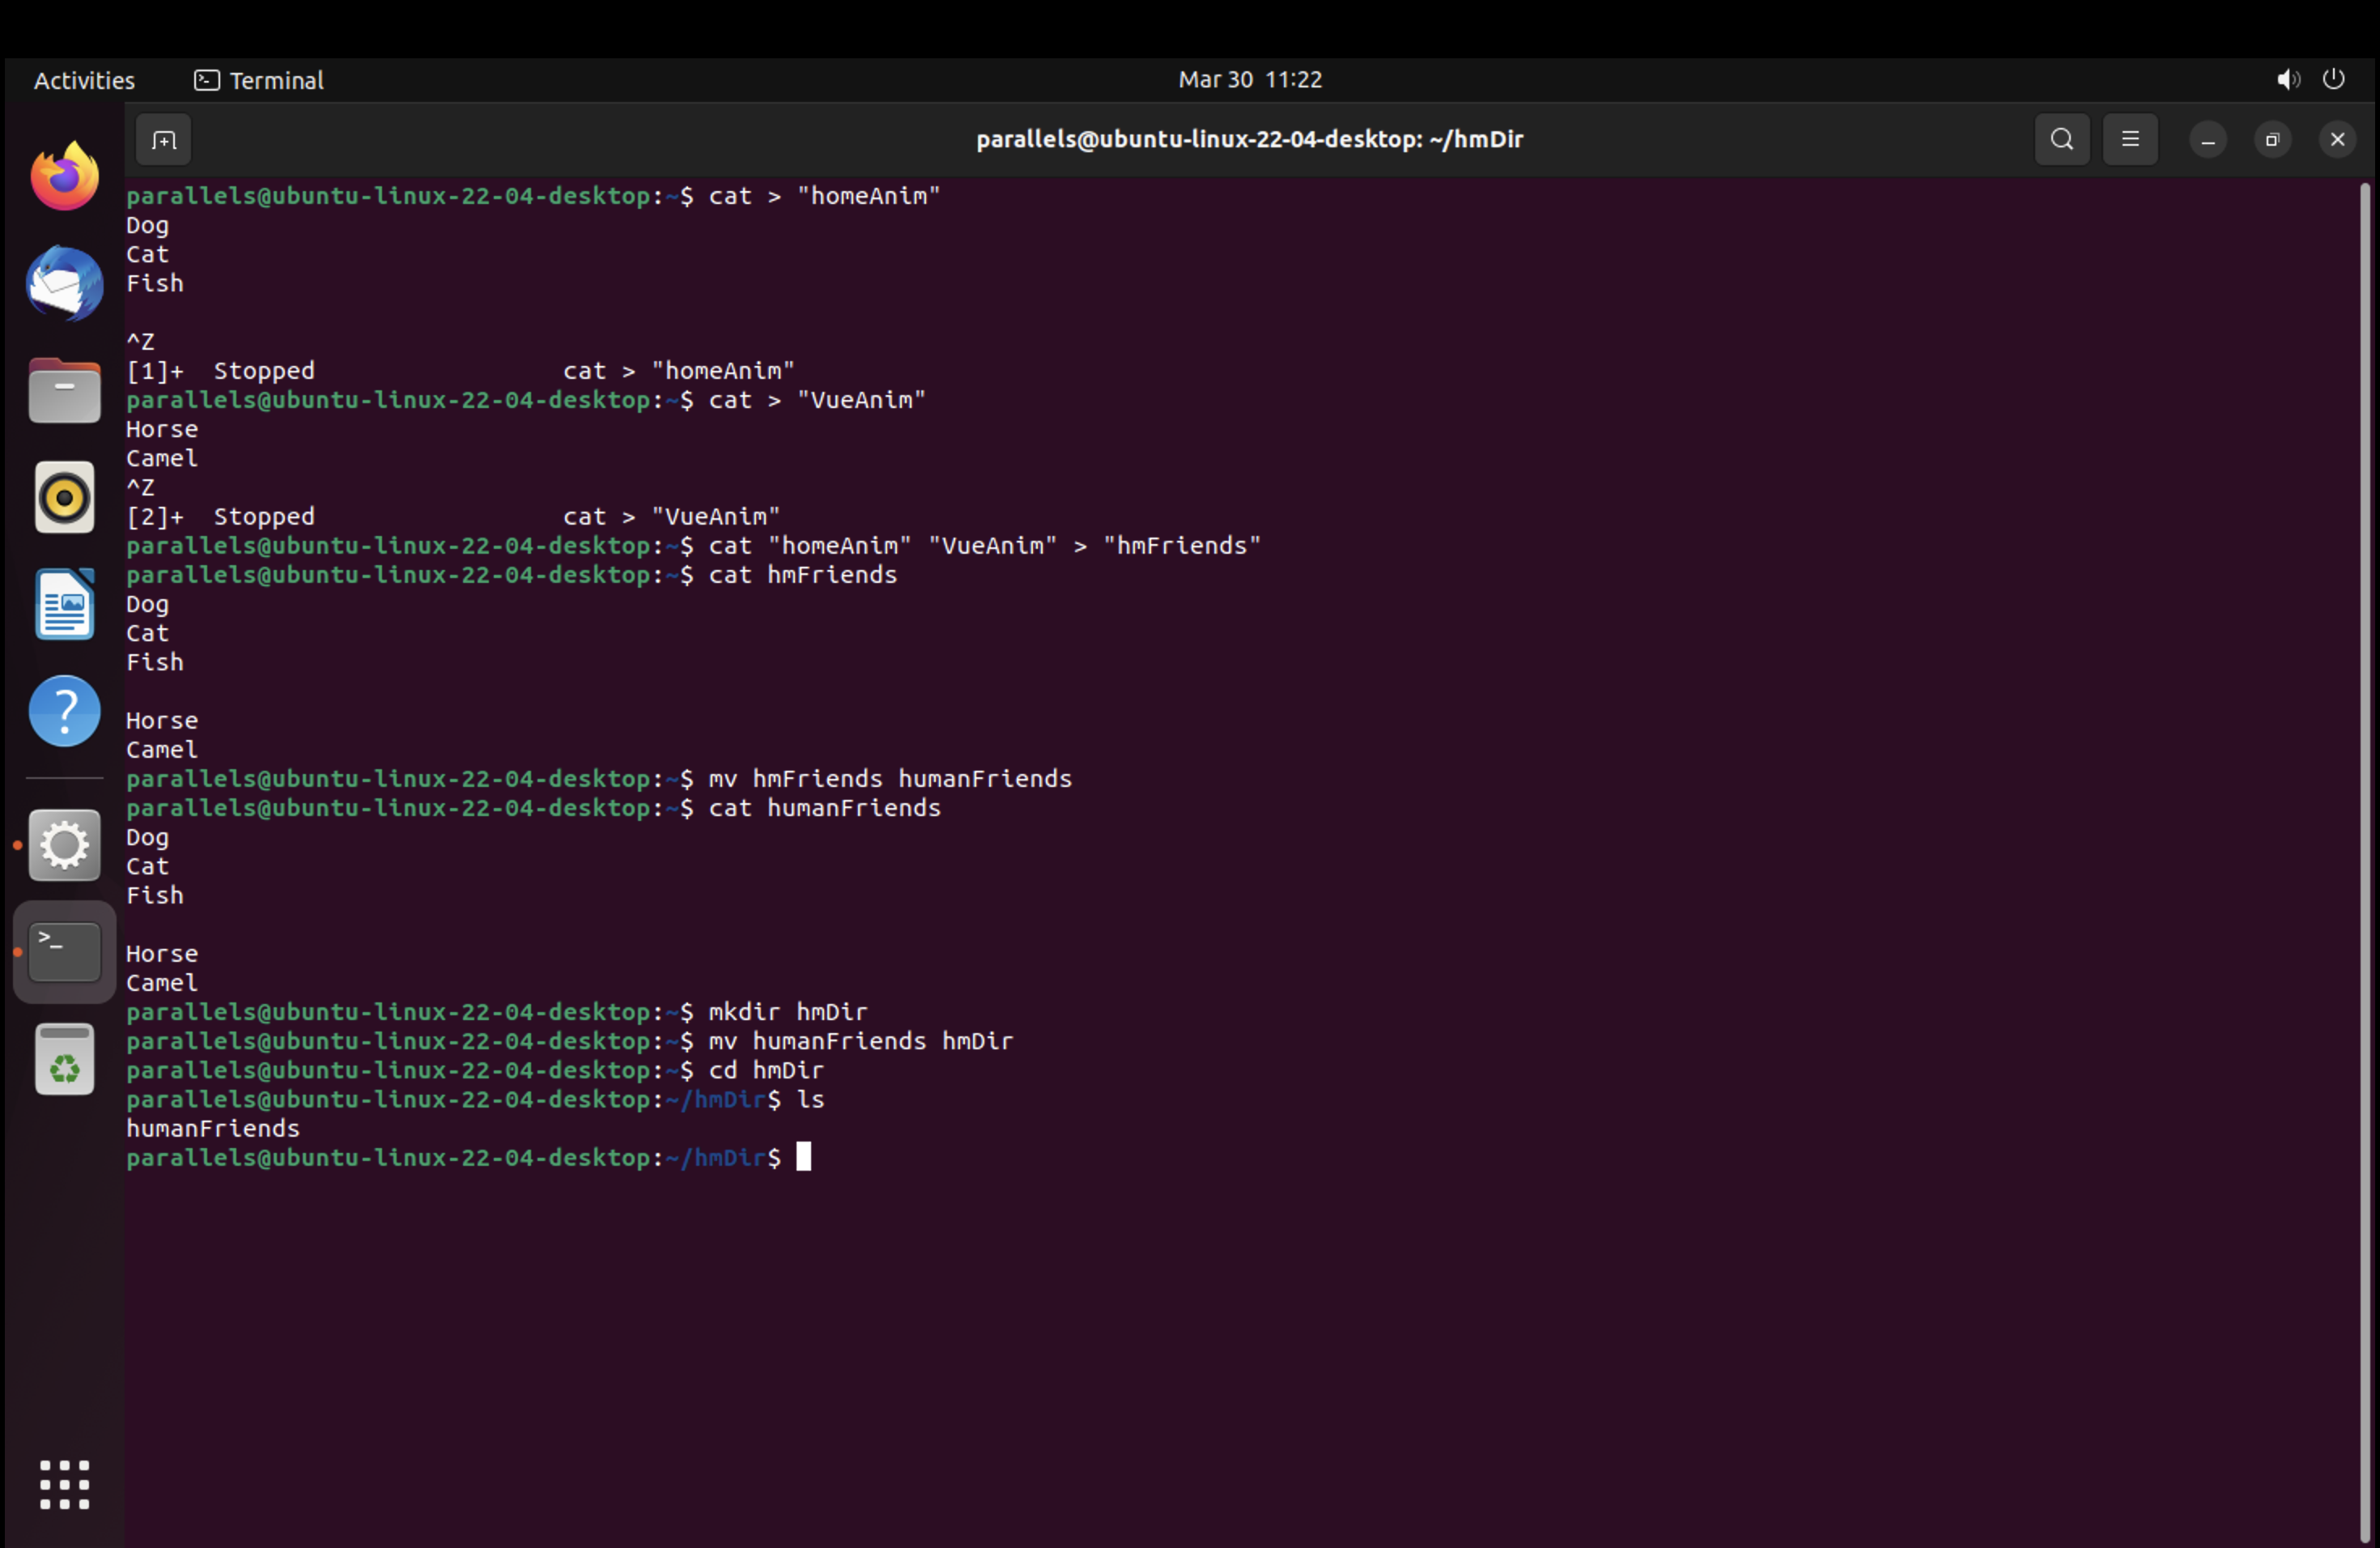 Activities Terminal Mar 30 11:22
parallels@ubuntu-linux-22-04-desktop: ~/hmDir
parallels@ubuntu-linux-22-04-desktop:~$ cat > "homeAnim"
Dog
Cat
Fish
^Z
[1]+  Stopped                 cat > "homeAnim"
parallels@ubuntu-linux-22-04-desktop:~$ cat > "VueAnim"
Horse
Camel
^Z
[2]+  Stopped                 cat > "VueAnim"
parallels@ubuntu-linux-22-04-desktop:~$ cat "homeAnim" "VueAnim" > "hmFriends"
parallels@ubuntu-linux-22-04-desktop:~$ cat hmFriends
Dog
Cat
Fish
Horse
Camel
parallels@ubuntu-linux-22-04-desktop:~$ mv hmFriends humanFriends
parallels@ubuntu-linux-22-04-desktop:~$ cat humanFriends
Dog
Cat
Fish
Horse
Camel
parallels@ubuntu-linux-22-04-desktop:~$ mkdir hmDir
parallels@ubuntu-linux-22-04-desktop:~$ mv humanFriends hmDir
parallels@ubuntu-linux-22-04-desktop:~$ cd hmDir
parallels@ubuntu-linux-22-04-desktop:~/hmDir$ ls
humanFriends
parallels@ubuntu-linux-22-04-desktop:~/hmDir$